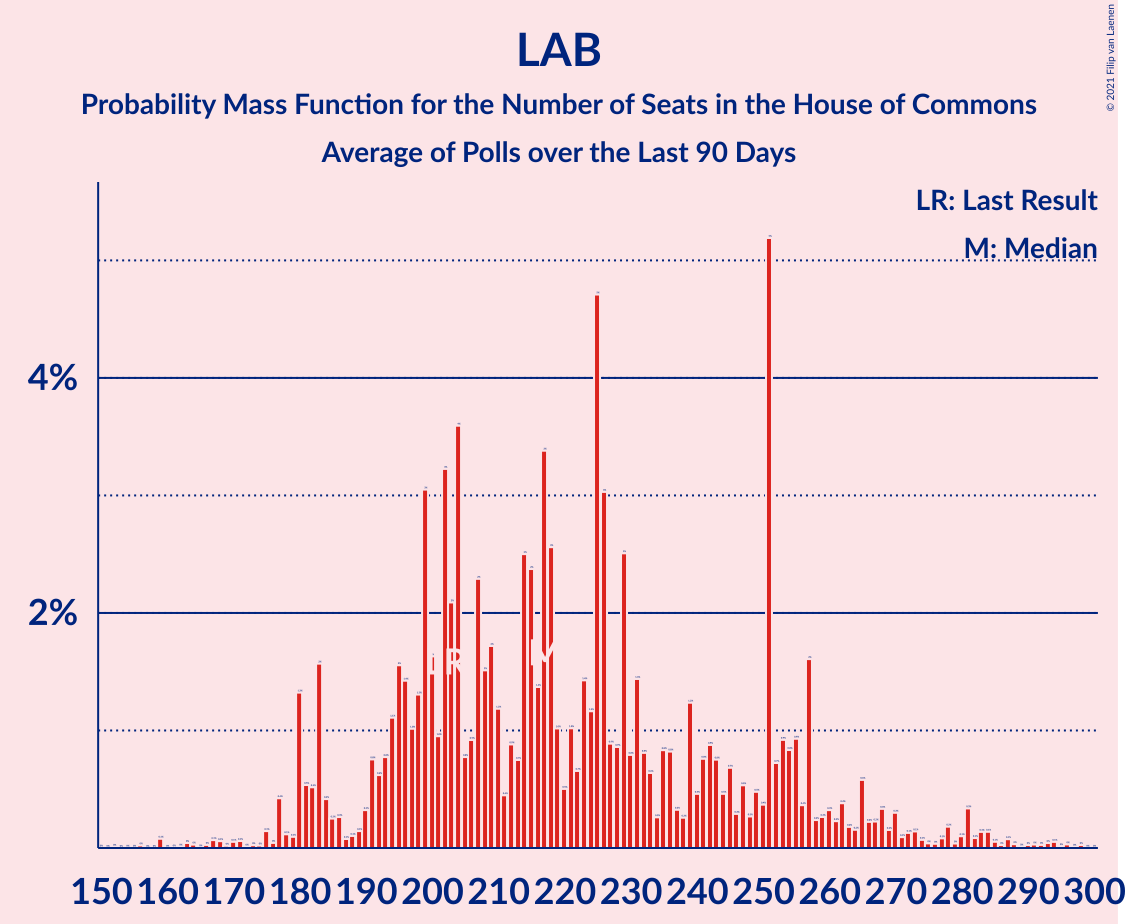 LAB
Probability Mass Function for the Number of Seats in the House of Commons
Average of Polls over the Last 90 Days
© 2021 Filip van Laenen
LR: Last Result
M: Median
4%
2%
LR
M
150 160 170 180 190 200 210 220 230 240 250 260 270 280 290 300